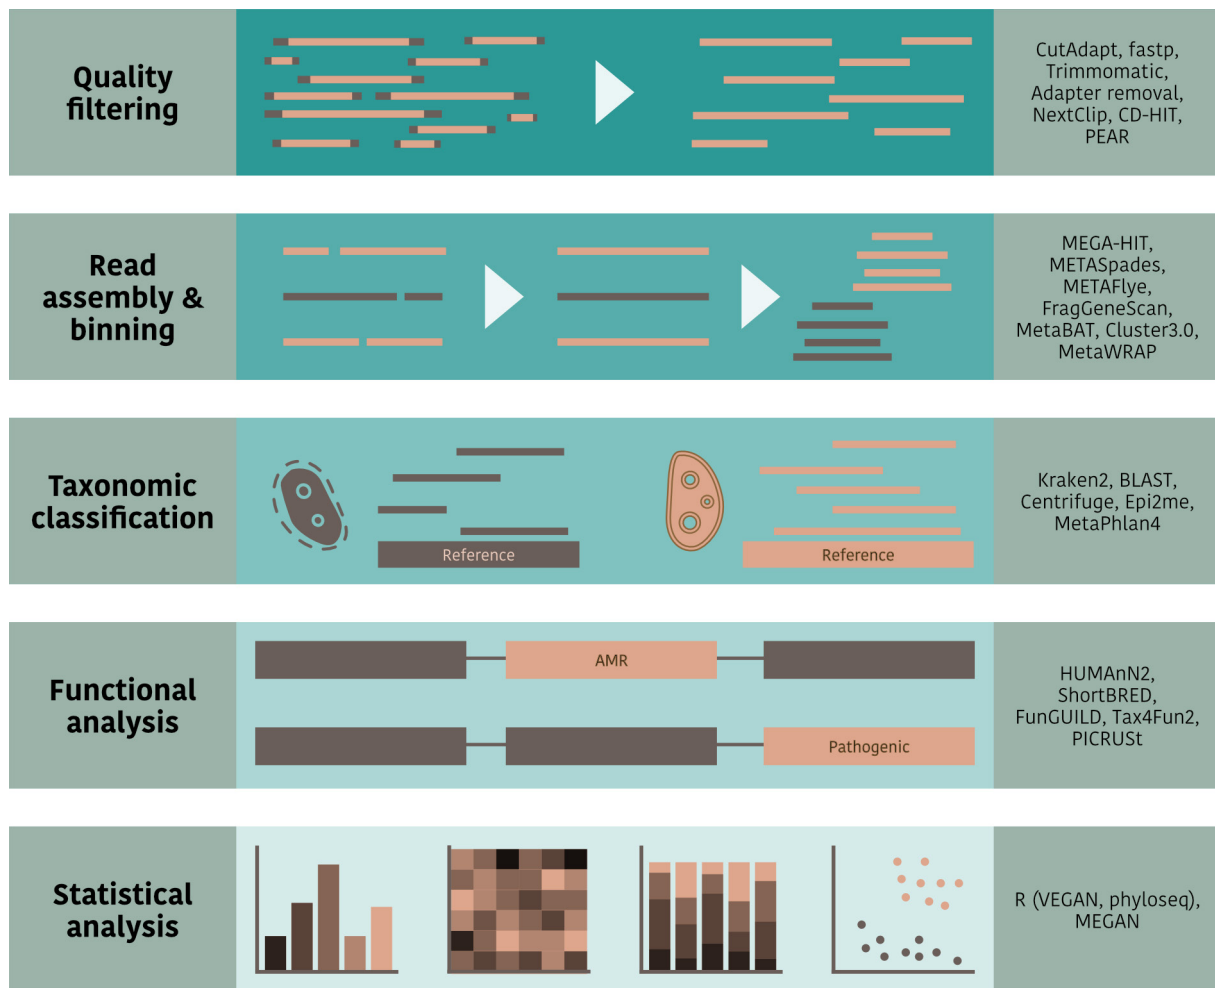 Quality
filtering
CutAdapt, fastp,
Trimmomatic,
Adapter removal,
NextClip, CD-HIT,
PEAR
Read
assembly &
binning
MEGA-HIT,
METASpades,
METAFlye,
FragGeneScan,
MetaBAT, Cluster3.0,
MetaWRAP
Taxonomic
classification
Reference
Reference
Kraken2, BLAST,
Centrifuge, Epi2me,
MetaPhlan4
Functional
analysis
AMR
Pathogenic
HUMAnN2,
ShortBRED,
FunGUILD, Tax4Fun2,
PICRUSt
Statistical
analysis
R (VEGAN, phyloseq),
MEGAN